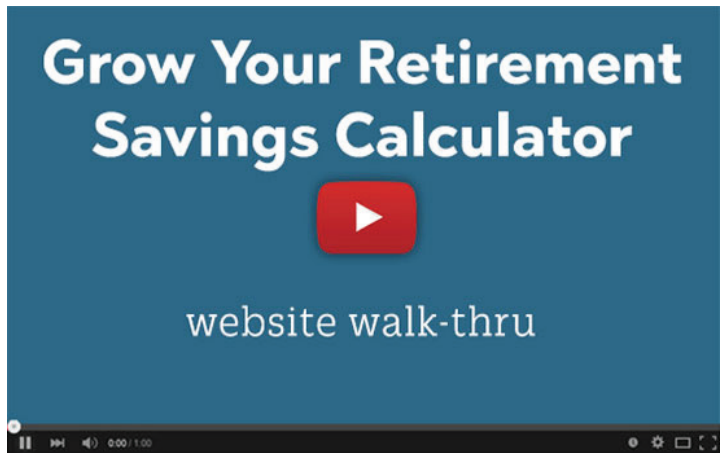 Grow Your Retirement
Savings Calculator
website walk-thru
0:00 / 1:00